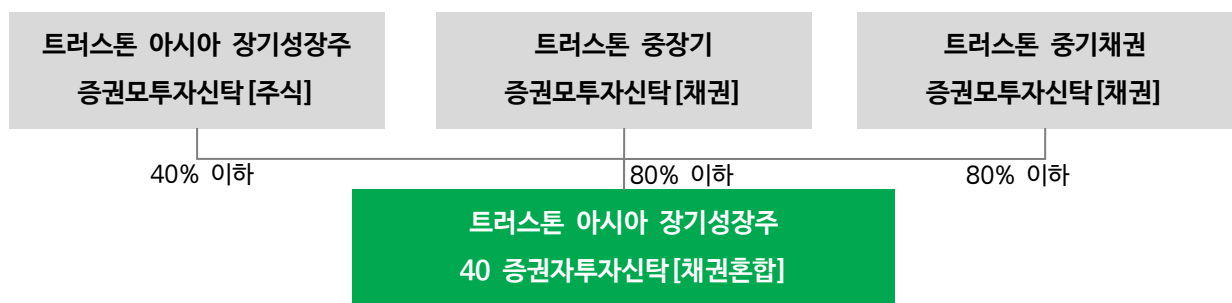 트러스톤 아시아 장기성장주
증권모투자신탁[주식]
트러스톤 중장기
증권모투자신탁[채권]
트러스톤 중기채권
증권모투자신탁[채권]
40% 이하
80% 이하
80% 이하
트러스톤 아시아 장기성장주
40 증권자투자신탁[채권혼합]